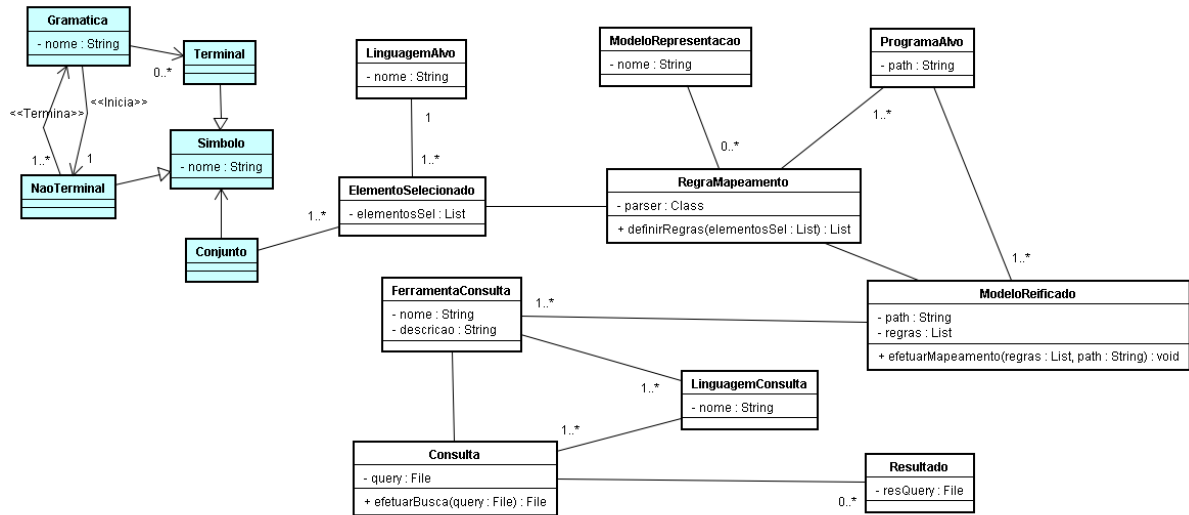 Gramatica
- nome : String
Terminal
0..*
<<Termina>>
<<Inicia>>
1..*
1
NaoTerminal
Simbolo
- nome : String
Conjunto
1..*
LinguagemAlvo
- nome : String
1
1..*
ElementoSelecionado
- elementosSel : List
ModeloRepresentacao
- nome : String
0..*
ProgramaAlvo
- path : String
1..*
RegraMapeamento
- parser : Class
+ definirRegras(elementosSel : List) : List
1..*
ModeloReificado
- path : String
- regras : List
+ efetuarMapeamento(regras : List, path : String) : void
FerramentaConsulta
- nome : String
- descricao : String
1..*
LinguagemConsulta
- nome : String
1..*
1..*
Consulta
- query : File
+ efetuarBusca(query : File) : File
Resultado
- resQuery : File
0..*